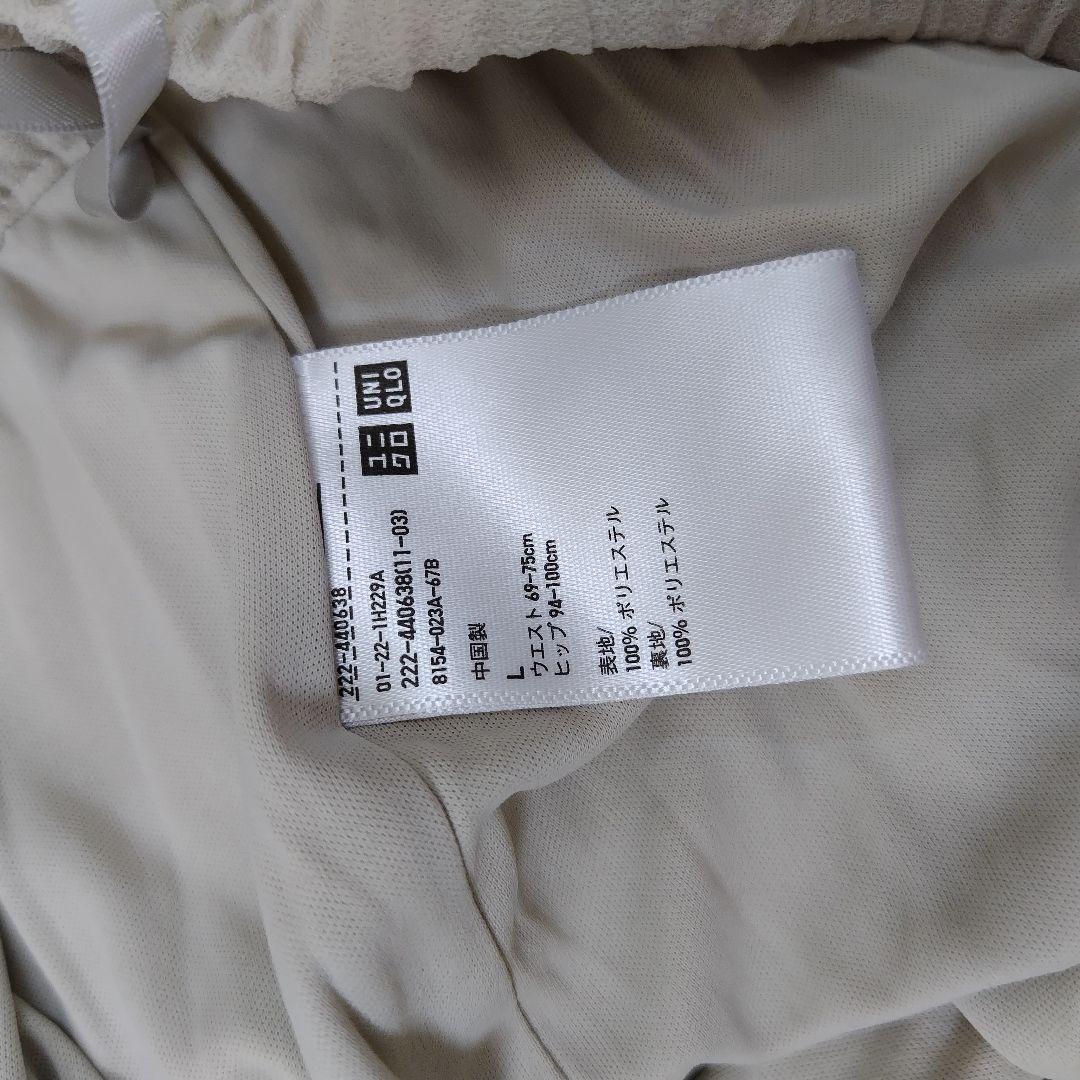 ユニ
クロ
UNI
QLO
222-440638
01-22-1H229A
222-440638(11-03)
8154-023A-67B
中国製
L
ウエスト 69-75cm
ヒップ 94-100cm
表地/
100% ポリエステル
裏地/
100% ポリエステル